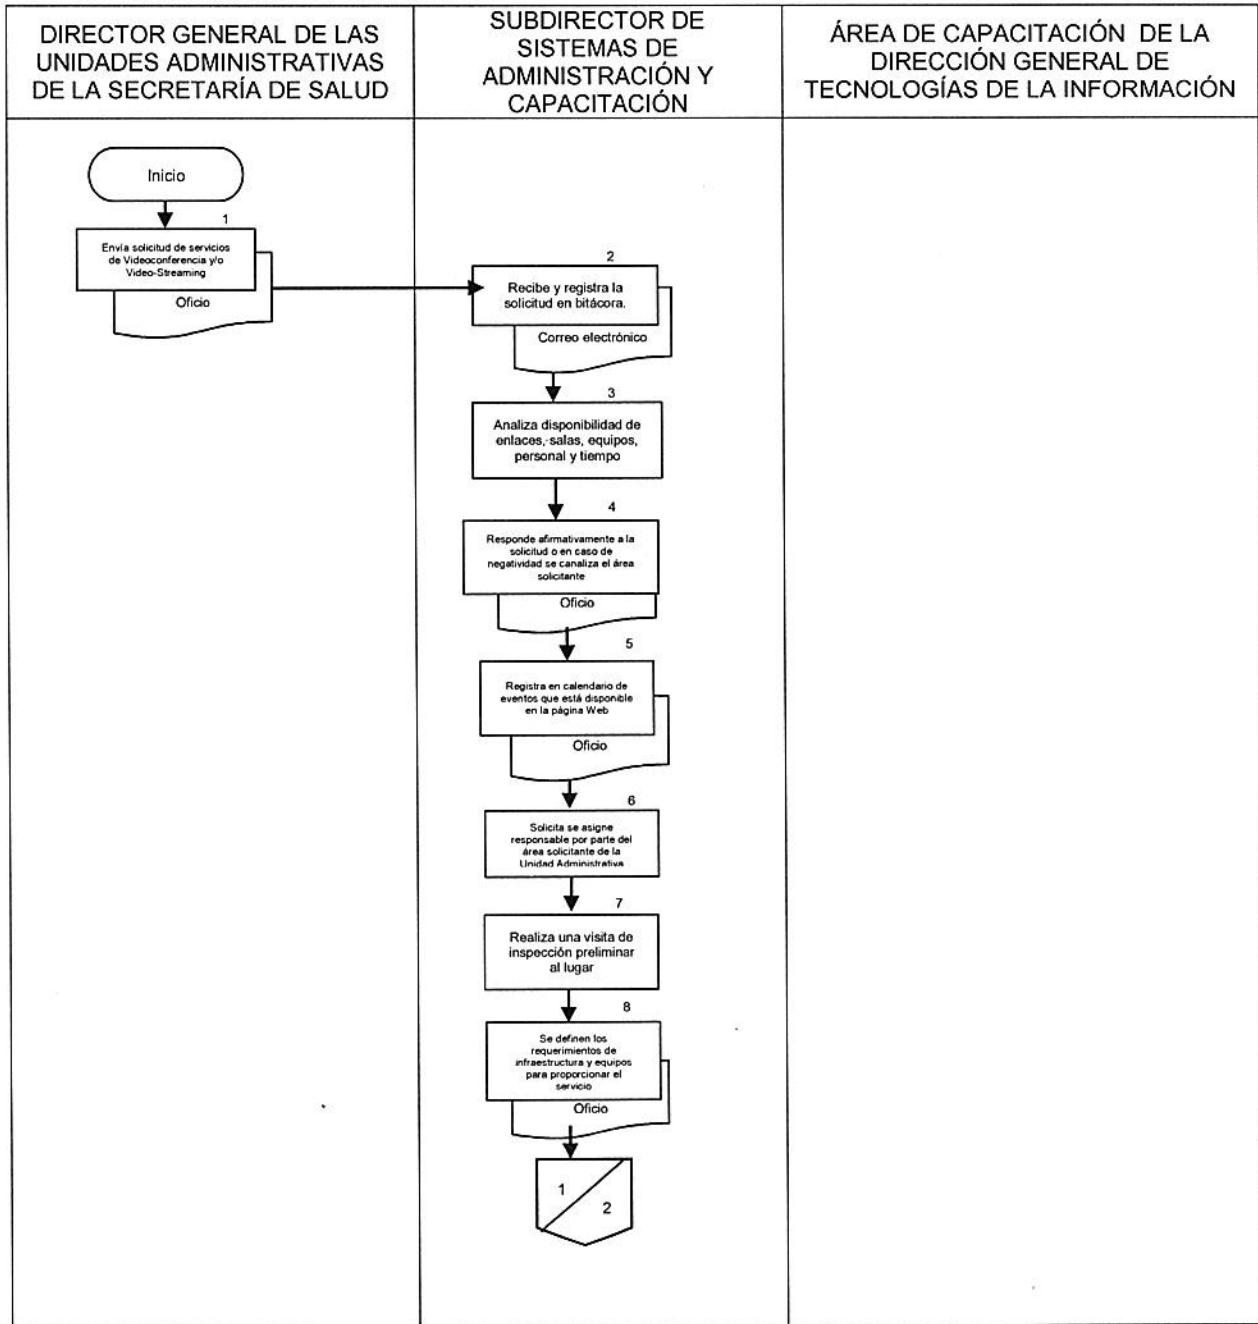 DIRECTOR GENERAL DE LAS
UNIDADES ADMINISTRATIVAS
DE LA SECRETARÍA DE SALUD
SUBDIRECTOR DE
SISTEMAS DE
ADMINISTRACIÓN Y
CAPACITACIÓN
ÁREA DE CAPACITACIÓN DE LA
DIRECCIÓN GENERAL DE
TECNOLOGÍAS DE LA INFORMACIÓN
Inicio
1
Envía solicitud de servicios
de Videoconferencia y/o
Video-Streaming
Oficio
2
Recibe y registra la
solicitud en bitácora.
Correo electrónico
3
Analiza disponibilidad de
enlaces, salas, equipos,
personal y tiempo
4
Responde afirmativamente a la
solicitud o en caso de
negatividad se canaliza el área
solicitante
Oficio
5
Registra en calendario de
eventos que está disponible
en la página Web
Oficio
6
Solicita se asigne
responsable por parte del
área solicitante de la
Unidad Administrativa
7
Realiza una visita de
inspección preliminar
al lugar
8
Se definen los
requerimientos de
infraestructura y equipos
para proporcionar el
servicio
Oficio
1
2